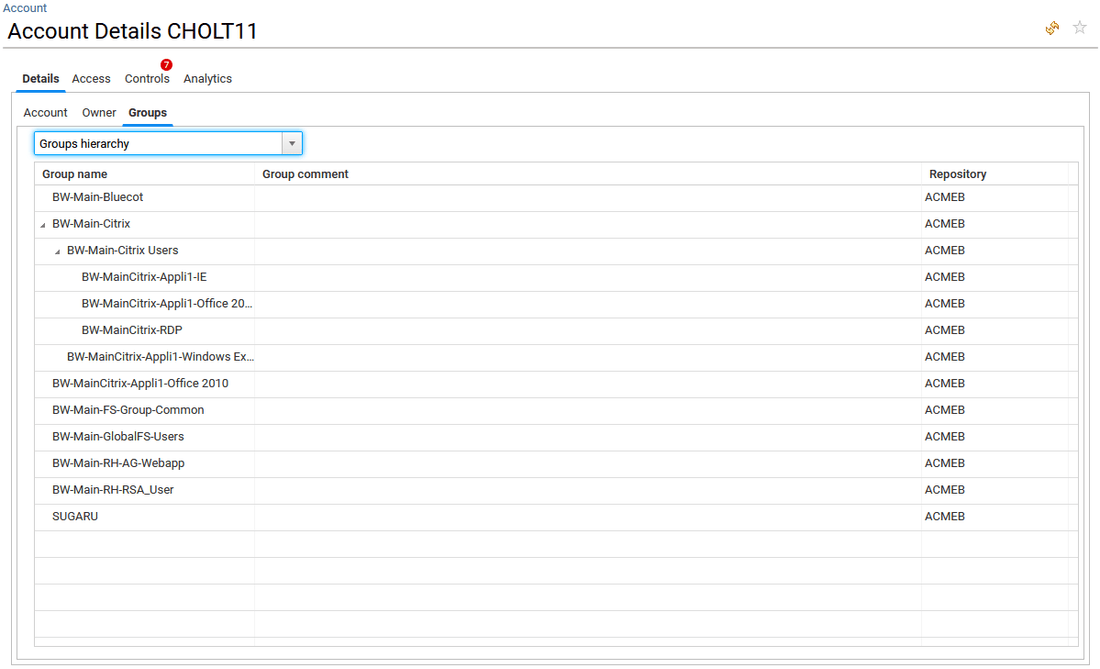 Account
Account Details CHOLT11
7
Details Access Controls Analytics
Account Owner Groups
Groups hierarchy
Group name Group comment Repository
BW-Main-Bluecot ACMEB
BW-Main-Citrix ACMEB
BW-Main-Citrix Users ACMEB
BW-MainCitrix-Appli1-IE ACMEB
BW-MainCitrix-Appli1-Office 20... ACMEB
BW-MainCitrix-RDP ACMEB
BW-MainCitrix-Appli1-Windows Ex... ACMEB
BW-MainCitrix-Appli1-Office 2010 ACMEB
BW-Main-FS-Group-Common ACMEB
BW-Main-GlobalFS-Users ACMEB
BW-Main-RH-AG-Webapp ACMEB
BW-Main-RH-RSA_User ACMEB
SUGARU ACMEB